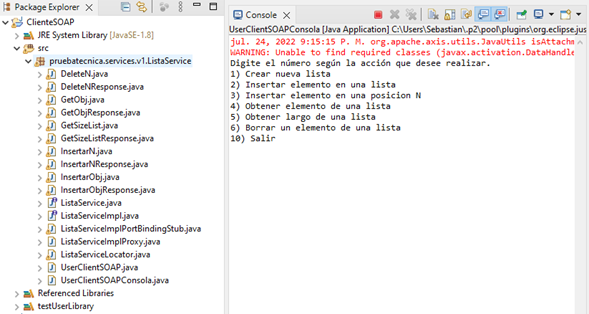 Package Explorer
ClienteSOAP
JRE System Library [JavaSE-1.8]
src
pruebatecnica.services.v1.ListaService
DeleteN.java
DeleteNResponse.java
GetObj.java
GetObjResponse.java
GetSizeList.java
GetSizeListResponse.java
InsertarN.java
InsertarNResponse.java
InsertarObj.java
InsertarObjResponse.java
ListaService.java
ListaServiceImpl.java
ListaServiceImplPortBindingStub.java
ListaServiceImplProxy.java
ListaServiceLocator.java
UserClientSOAP.java
UserClientSOAPConsola.java
Referenced Libraries
testUserLibrary
Console
UserClientSOAPConsola [Java Application] C:\Users\Sebastian\.p2\pool\plugins\org.eclipse.jus
jul. 24, 2022 9:15:15 P. M. org.apache.axis.utils.JavaUtils isAttachm
WARNING: Unable to find required classes (javax.activation.DataHandle
Digite el número según la acción que desee realizar.
1) Crear nueva lista
2) Insertar elemento en una lista
3) Insertar elemento en una posicion N
4) Obtener elemento de una lista
5) Obtener largo de una lista
6) Borrar un elemento de una lista
10) Salir